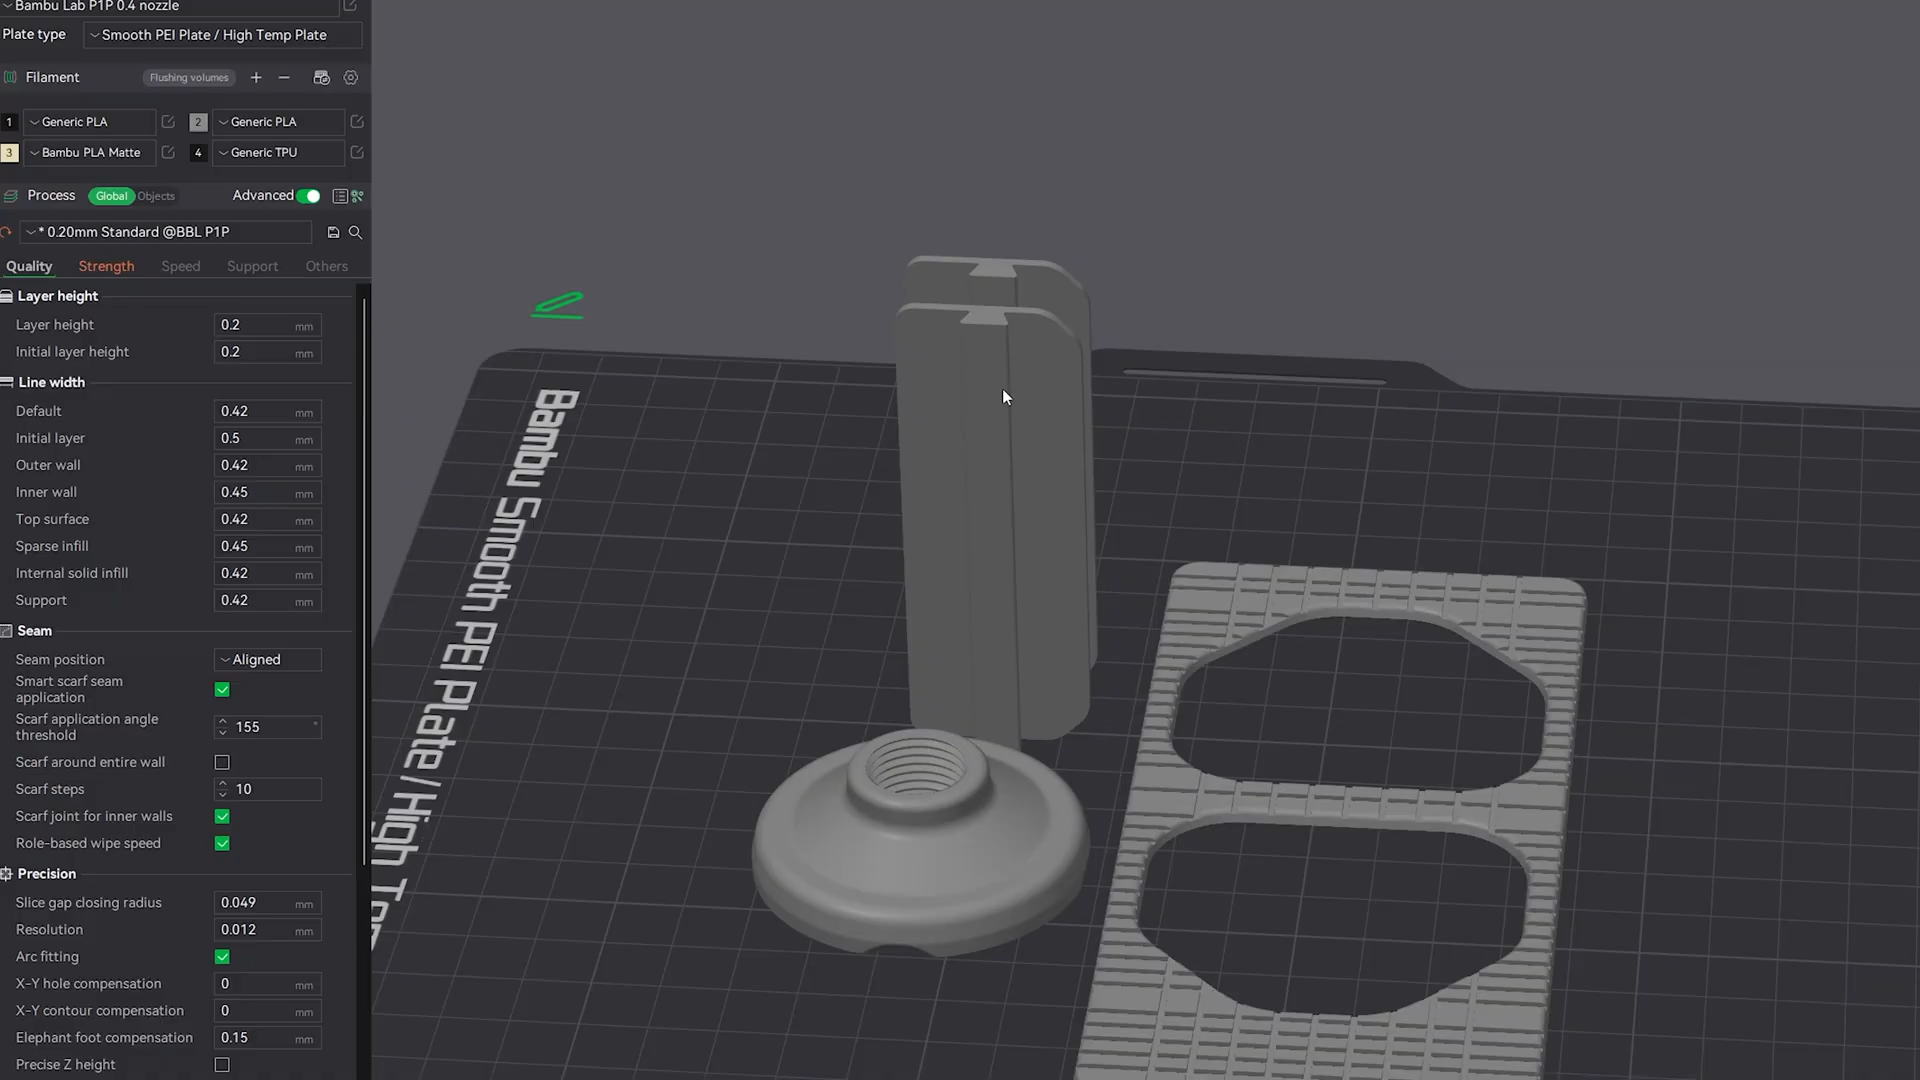 Bambu Lab P1P 0.4 nozzle
Plate type
Smooth PEI Plate / High Temp Plate
Filament
Flushing volumes
1 Generic PLA
2 Generic PLA
3 Bambu PLA Matte
4 Generic TPU
Process Global Objects Advanced
* 0.20mm Standard @BBL P1P
Quality Strength Speed Support Others
Layer height
Layer height 0.2 mm
Initial layer height 0.2 mm
Line width
Default 0.42 mm
Initial layer 0.5 mm
Outer wall 0.42 mm
Inner wall 0.45 mm
Top surface 0.42 mm
Sparse infill 0.45 mm
Internal solid infill 0.42 mm
Support 0.42 mm
Seam
Seam position Aligned
Smart scarf seam
application
Scarf application angle
threshold 155 °
Scarf around entire wall
Scarf steps 10
Scarf joint for inner walls
Role-based wipe speed
Precision
Slice gap closing radius 0.049 mm
Resolution 0.012 mm
Arc fitting
X-Y hole compensation 0 mm
X-Y contour compensation 0 mm
Elephant foot compensation 0.15 mm
Precise Z height
Bambu Smooth PEI Plate / High